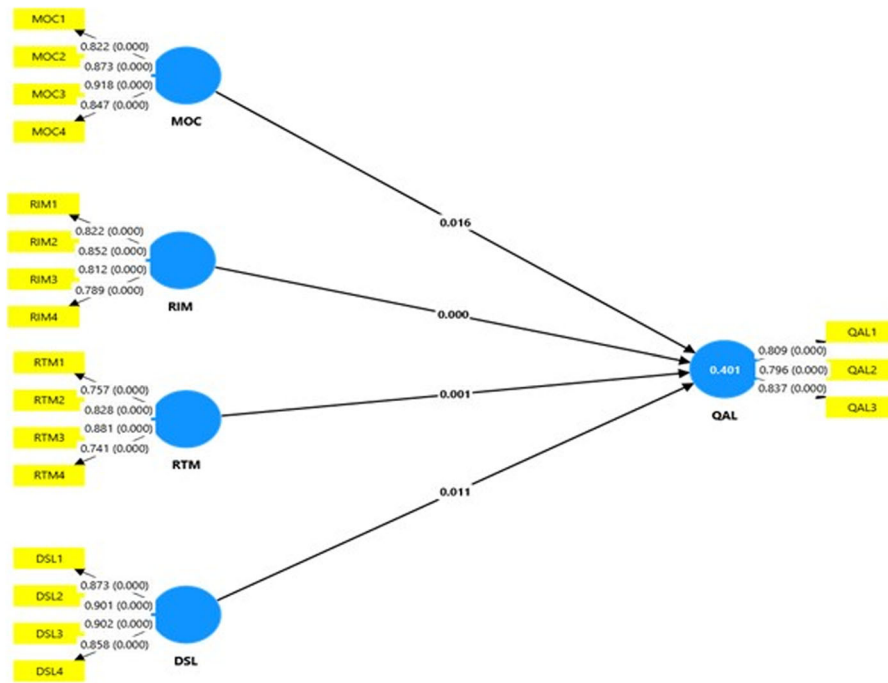 MOC1
MOC2
MOC3
MOC4
0.822 (0.000)
0.873 (0.000)
0.918 (0.000)
0.847 (0.000)
MOC
0.016
RIM1
RIM2
RIM3
RIM4
0.822 (0.000)
0.852 (0.000)
0.812 (0.000)
0.789 (0.000)
RIM
0.000
RTM1
RTM2
RTM3
RTM4
0.757 (0.000)
0.828 (0.000)
0.881 (0.000)
0.741 (0.000)
RTM
0.001
DSL1
DSL2
DSL3
DSL4
0.873 (0.000)
0.901 (0.000)
0.902 (0.000)
0.858 (0.000)
DSL
0.011
0.401
QAL
0.809 (0.000)
0.796 (0.000)
0.837 (0.000)
QAL1
QAL2
QAL3